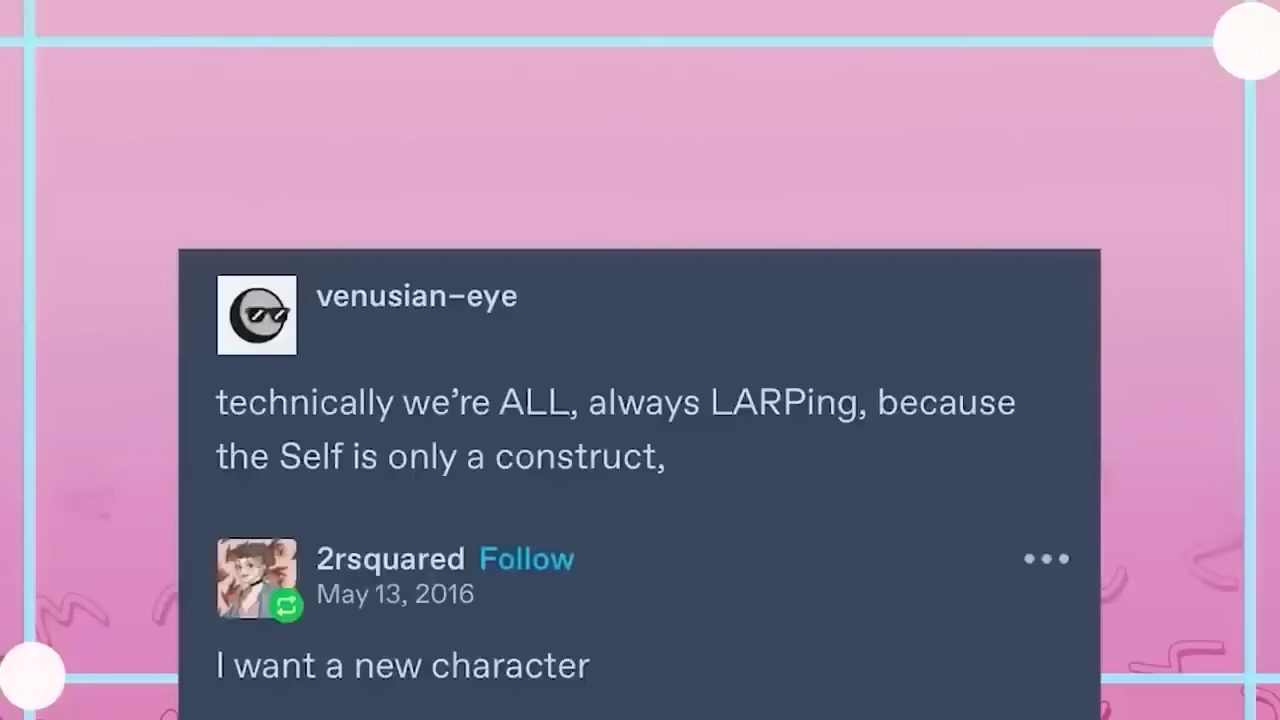 venusian-eye
technically we're ALL, always LARPing, because
the Self is only a construct,
2rsquared Follow
May 13, 2016
I want a new character